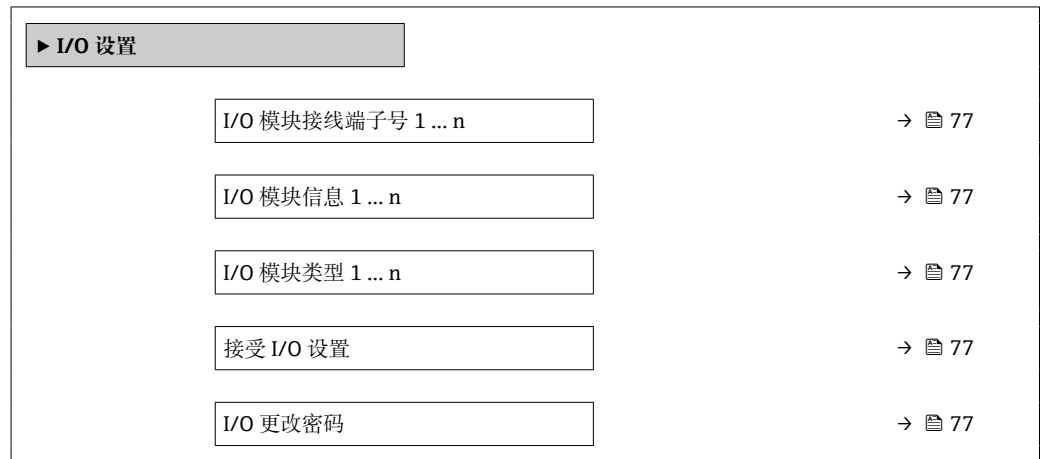 ▶ I/O 设置
I/O 模块接线端子号 1 ... n → 🖺 77
I/O 模块信息 1 ... n → 🖺 77
I/O 模块类型 1 ... n → 🖺 77
接受 I/O 设置 → 🖺 77
I/O 更改密码 → 🖺 77